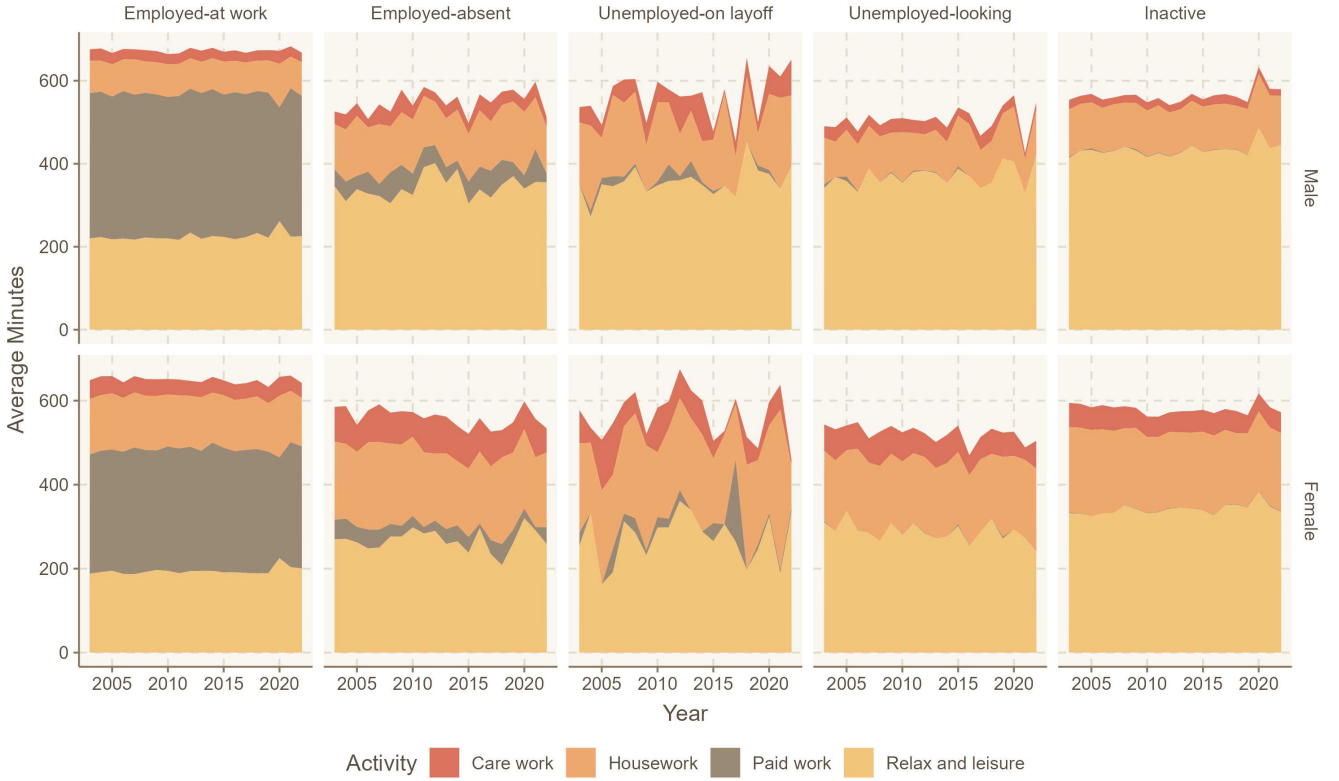 Employed-at work Employed-absent Unemployed-on layoff Unemployed-looking Inactive
600
400
200
0
Male
Average Minutes
600
400
200
0
Female
2005 2010 2015 2020 2005 2010 2015 2020 2005 2010 2015 2020 2005 2010 2015 2020 2005 2010 2015 2020
Year
Activity Care work Housework Paid work Relax and leisure